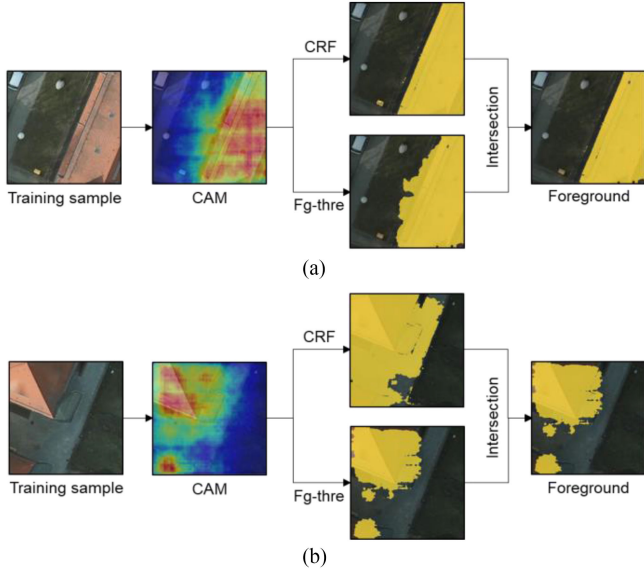 CRF
Training sample
CAM
Fg-thre
Intersection
Foreground
(a)
CRF
Training sample
CAM
Fg-thre
Intersection
Foreground
(b)